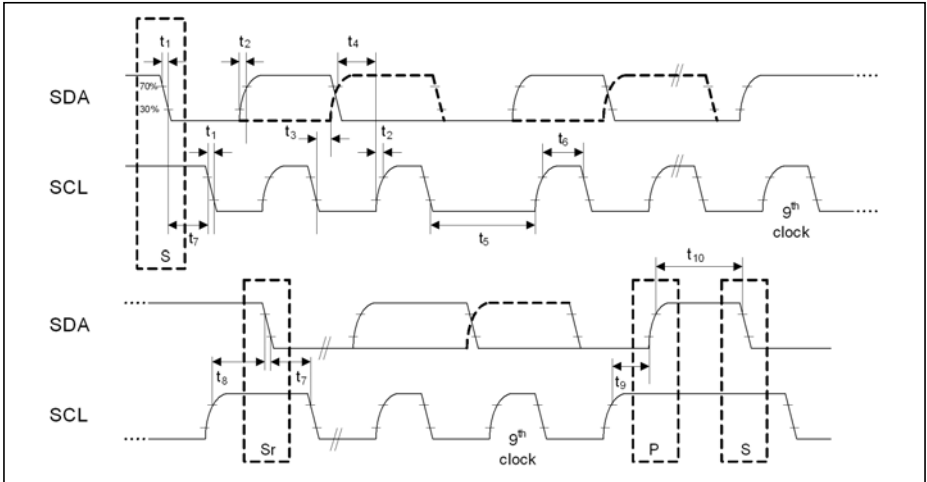 t1 t2 t4
SDA 70%
30%
t1 t3 t2 t6
SCL
9th
clock
t7 t5
S
t10
SDA
t8 t7 t9
SCL
9th
clock
Sr P S